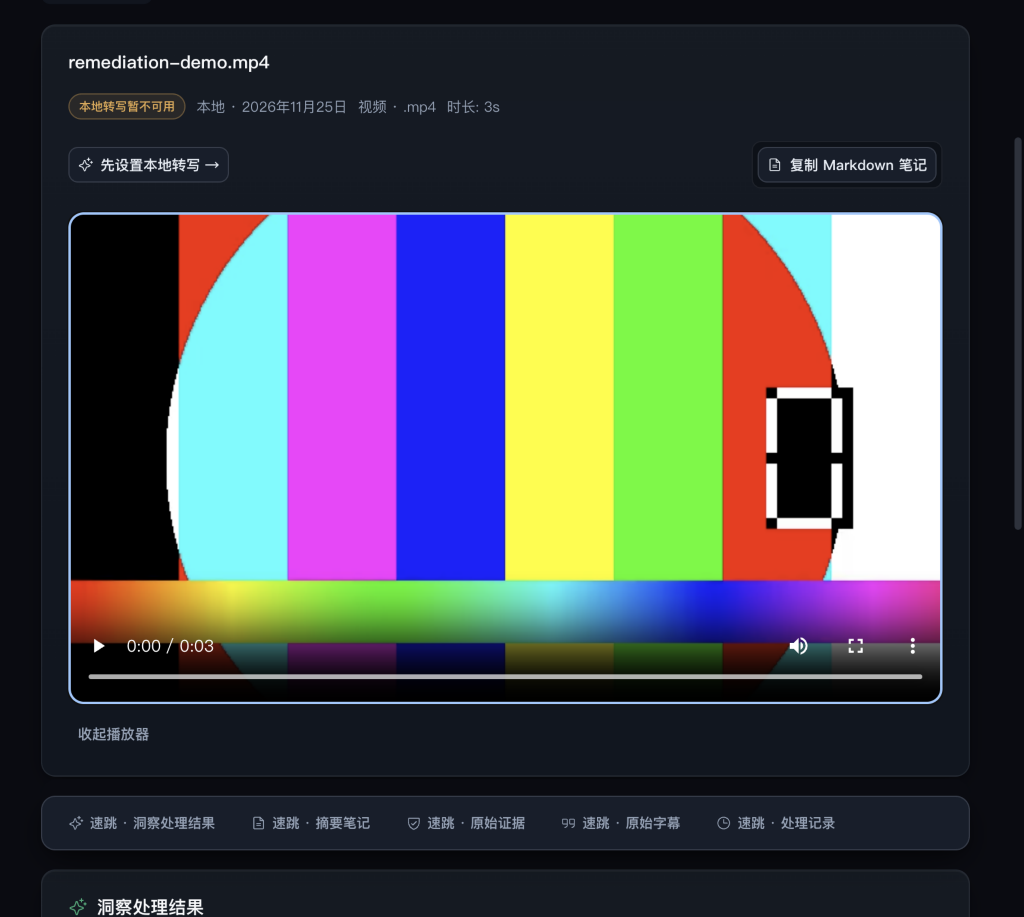 remediation-demo.mp4
本地转写暂不可用 本地 · 2026年11月25日 视频 · .mp4 时长: 3s
先设置本地转写 →
复制 Markdown 笔记
0:00 / 0:03
收起播放器
速跳 · 洞察处理结果 速跳 · 摘要笔记 速跳 · 原始证据 速跳 · 原始字幕 速跳 · 处理记录
洞察处理结果